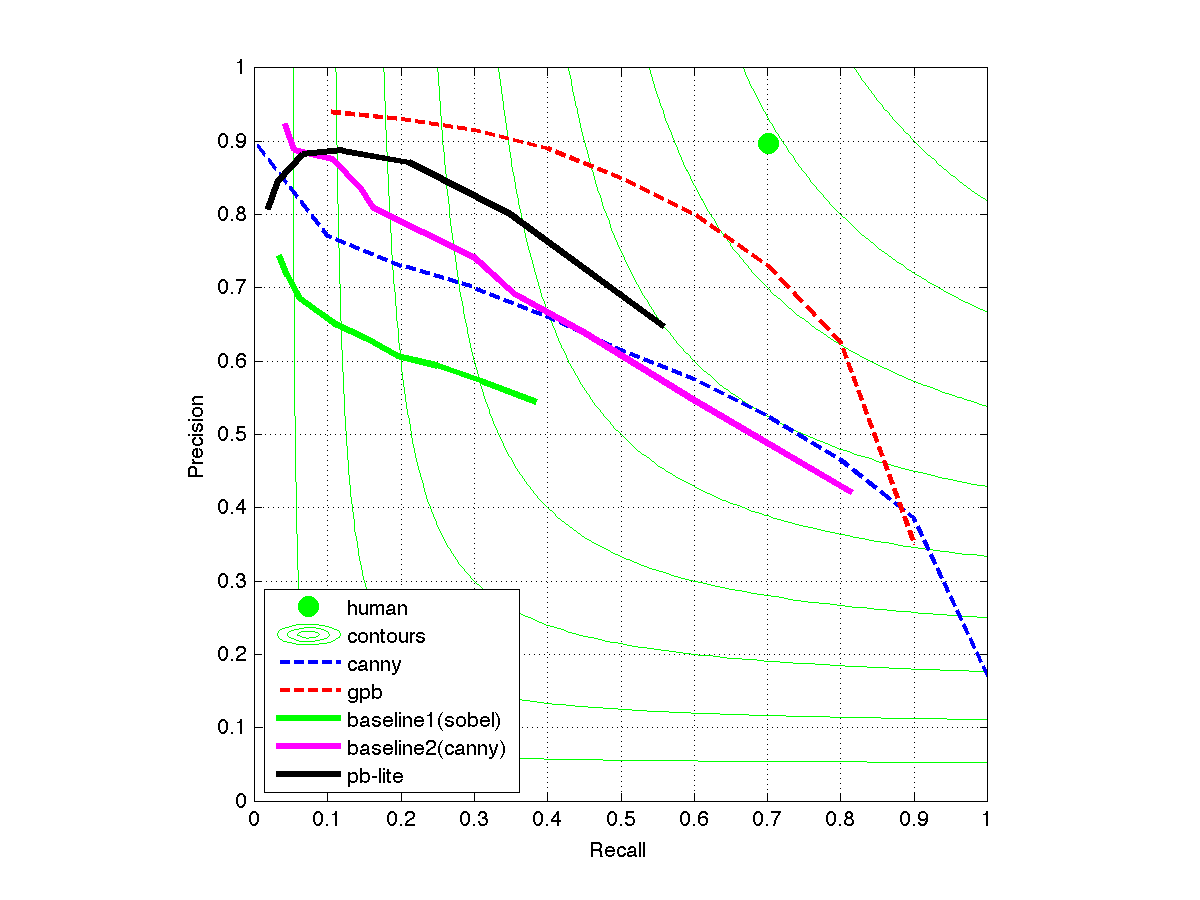 1
0.9
0.8
0.7
0.6
0.5
0.4
0.3
0.2
0.1
0
Precision
human
contours
canny
gpb
baseline1(sobel)
baseline2(canny)
pb-lite
0 0.1 0.2 0.3 0.4 0.5 0.6 0.7 0.8 0.9 1
Recall